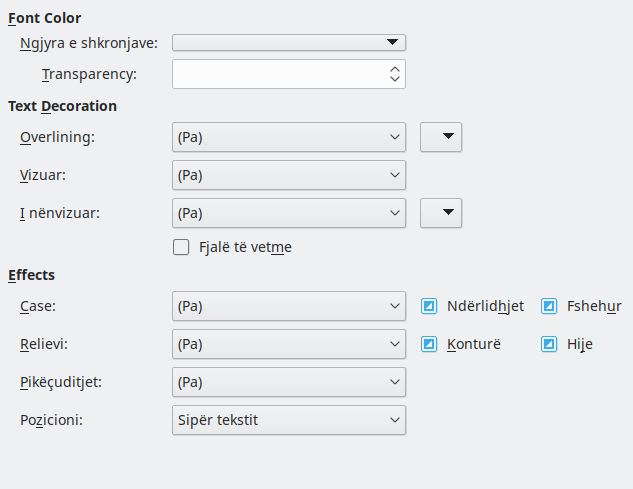 Font Color
Ngjyra e shkronjave:
Transparency:
Text Decoration
Overlining: (Pa)
Vizuar: (Pa)
I nënvizuar: (Pa)
Fjalë të vetme
Effects
Case: (Pa) Ndërlidhjet Fshehur
Relievi: (Pa) Konturë Hije
Pikëçuditjet: (Pa)
Pozicioni: Sipër tekstit